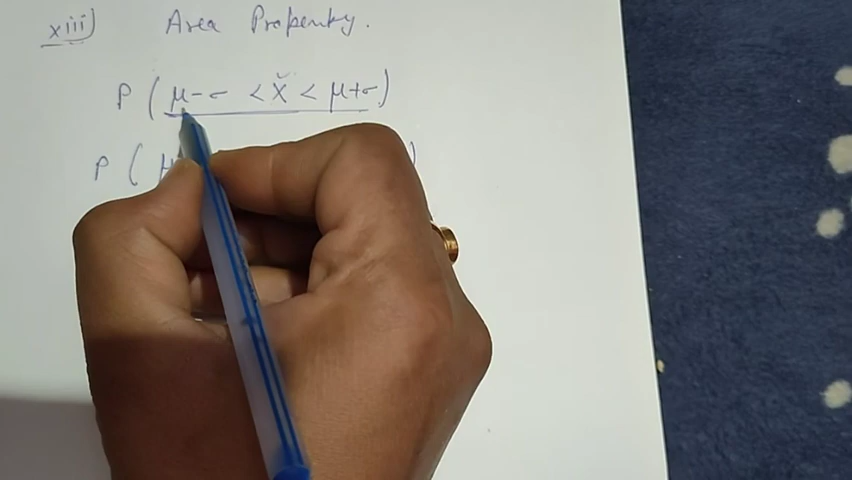 xiii) Area Property.
P ( μ-σ < X < μ+σ )
P ( μ )